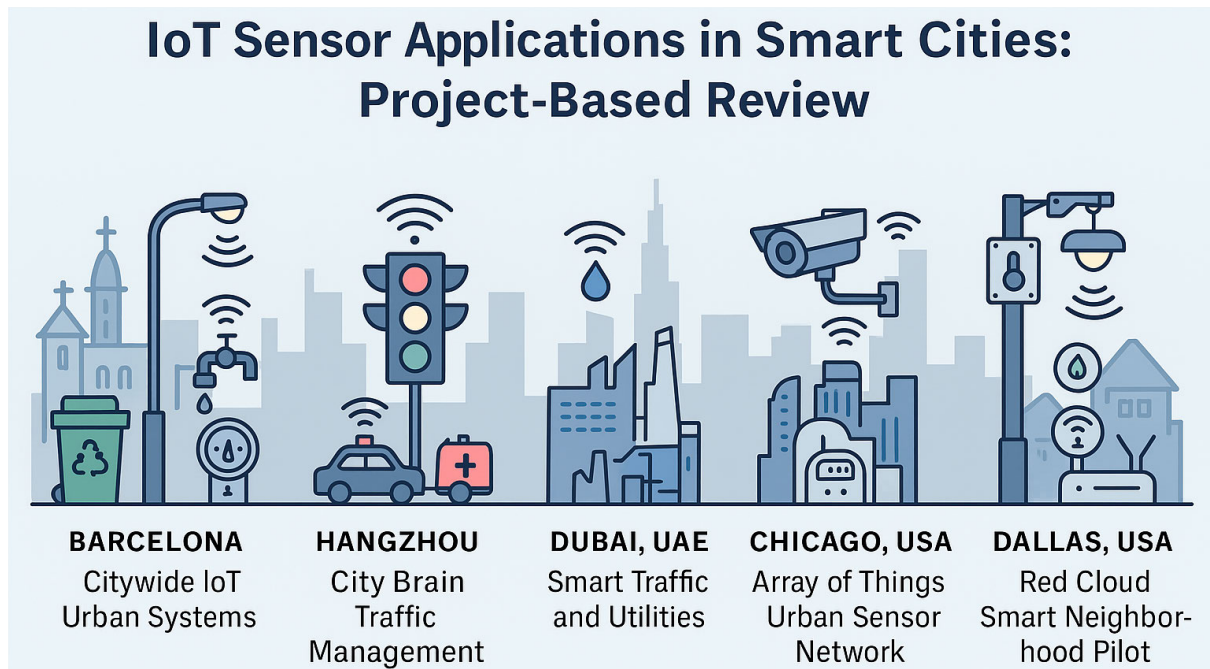 IoT Sensor Applications in Smart Cities:
Project-Based Review
BARCELONA
Citywide IoT
Urban Systems
HANGZHOU
City Brain
Traffic
Management
DUBAI, UAE
Smart Traffic
and Utilities
CHICAGO, USA
Array of Things
Urban Sensor
Network
DALLAS, USA
Red Cloud
Smart Neighbor-
hood Pilot